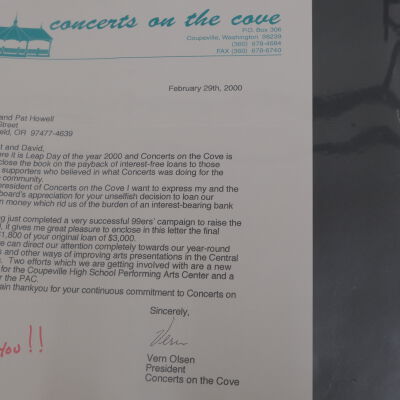 concerts on the cove
P.O. Box 306
Coupeville, Washington 98239
(360) 678-4684
FAX (360) 678-6740
February 29th, 2000
and Pat Howell
Street
eld, OR 97477-4639
t and David,
ere it is Leap Day of the year 2000 and Concerts on the Cove is
close the book on the payback of interest-free loans to those
supporters who believed in what Concerts was doing for the
community.
resident of Concerts on the Cove I want to express my and the
board's appreciation for your unselfish decision to loan our
on money which rid us of the burden of an interest-bearing bank
g just completed a very successful 99ers' campaign to raise the
, it gives me great pleasure to enclose in this letter the final
$1,800 of your original loan of $3,000.
e can direct our attention completely towards our year-round
s and other ways of improving arts presentations in the Central
. Two efforts which we are getting involved with are a new
for the Coupeville High School Performing Arts Center and a
r the PAC.
ain thankyou for your continuous commitment to Concerts on
Sincerely,
Vern
Vern Olsen
President
Concerts on the Cove
you !!